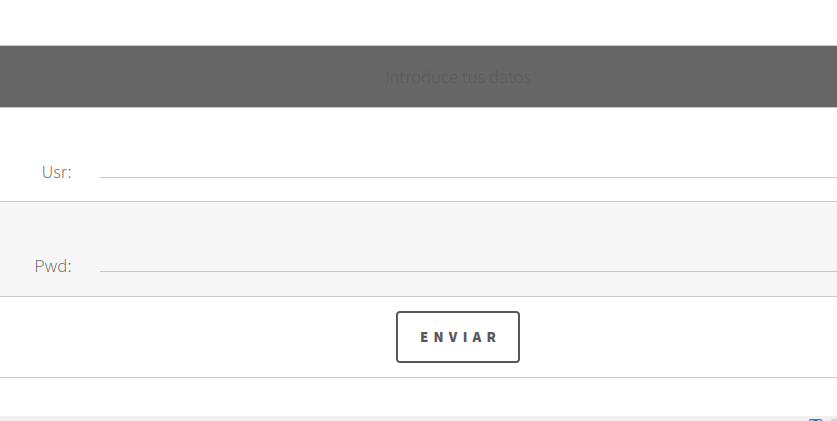 Introduce tus datos
Usr:
Pwd:
ENVIAR